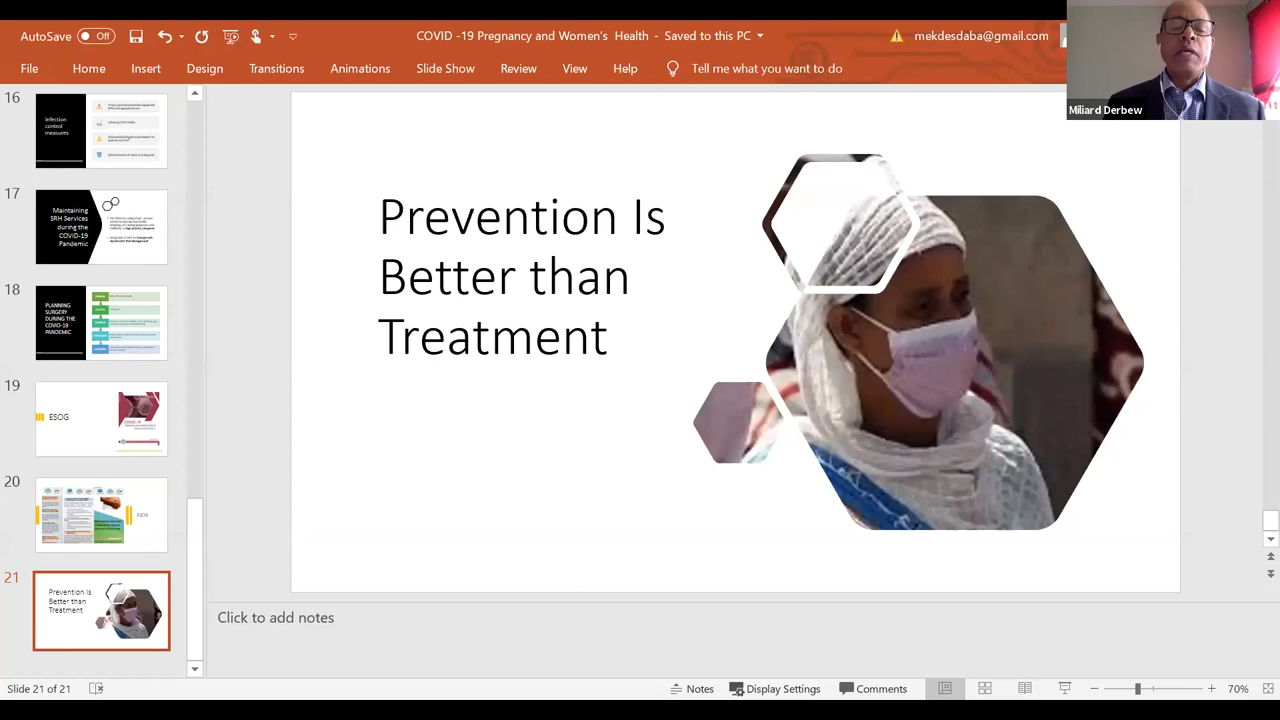 AutoSave Off
COVID -19 Pregnancy and Women's Health - Saved to this PC
mekdesdaba@gmail.com
File Home Insert Design Transitions Animations Slide Show Review View Help Tell me what you want to do
Miliard Derbew
16
Infection
control
measures
17
Maintaining
SRH Services
during the
COVID-19
Pandemic
18
PLANNING
SURGERY
DURING THE
COVID-19
PANDEMIC
19
ESOG
20
21
Prevention Is
Better than
Treatment
Prevention Is
Better than
Treatment
Click to add notes
Slide 21 of 21
Notes Display Settings Comments 70%